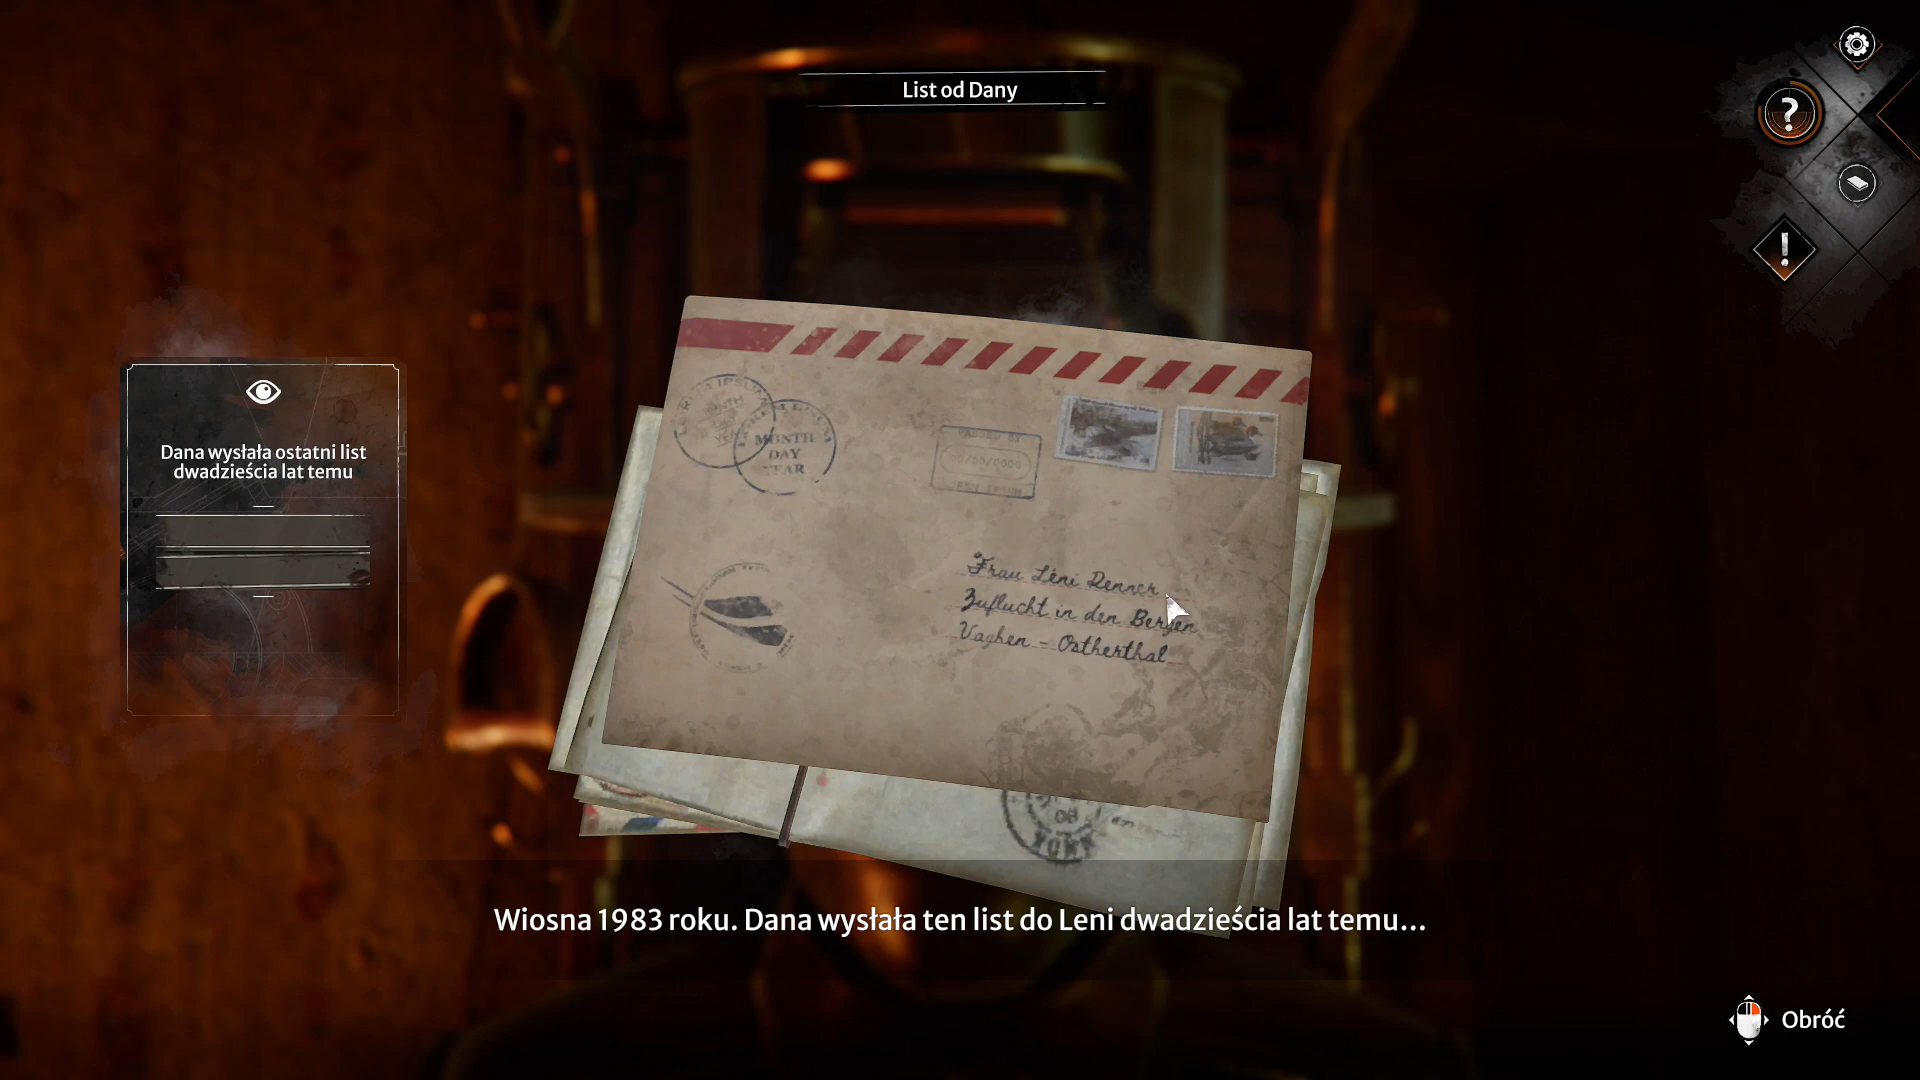 List od Dany
Dana wysłała ostatni list
dwadzieścia lat temu
MONTH
DAY
YEAR
Frau Leni Renner
Zuflucht in den Bergen
Vaghen - Ostherthal
08
Wiosna 1983 roku. Dana wysłała ten list do Leni dwadzieścia lat temu...
Obróć